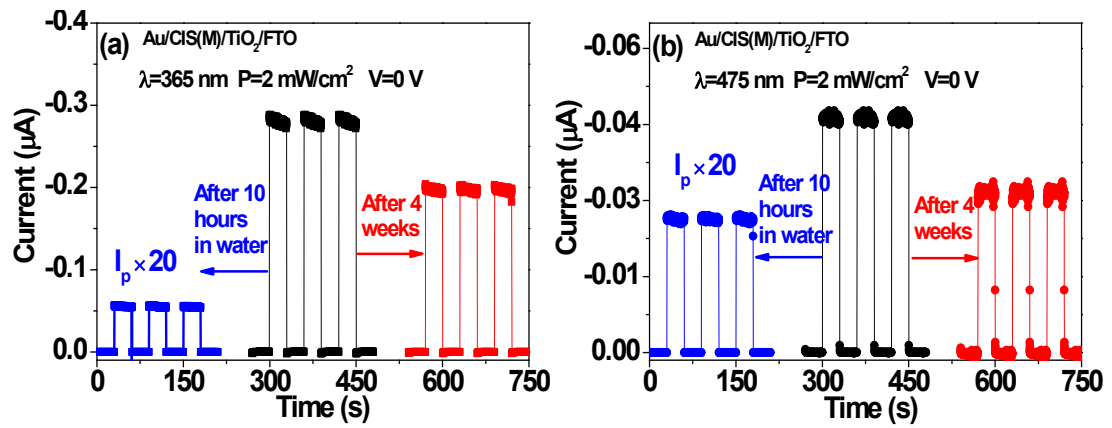 (a) Au/CIS(M)/TiO2/FTO
λ=365 nm P=2 mW/cm2 V=0 V
-0.4
-0.3
-0.2
-0.1
0.0
Current (μA)
Ip×20
After 10
hours
in water
After 4
weeks
0 150 300 450 600 750
Time (s)
(b) Au/CIS(M)/TiO2/FTO
λ=475 nm P=2 mW/cm2 V=0 V
-0.06
-0.04
-0.03
-0.01
0.00
Current (μA)
Ip×20
After 10
hours
in water
After 4
weeks
0 150 300 450 600 750
Time (s)